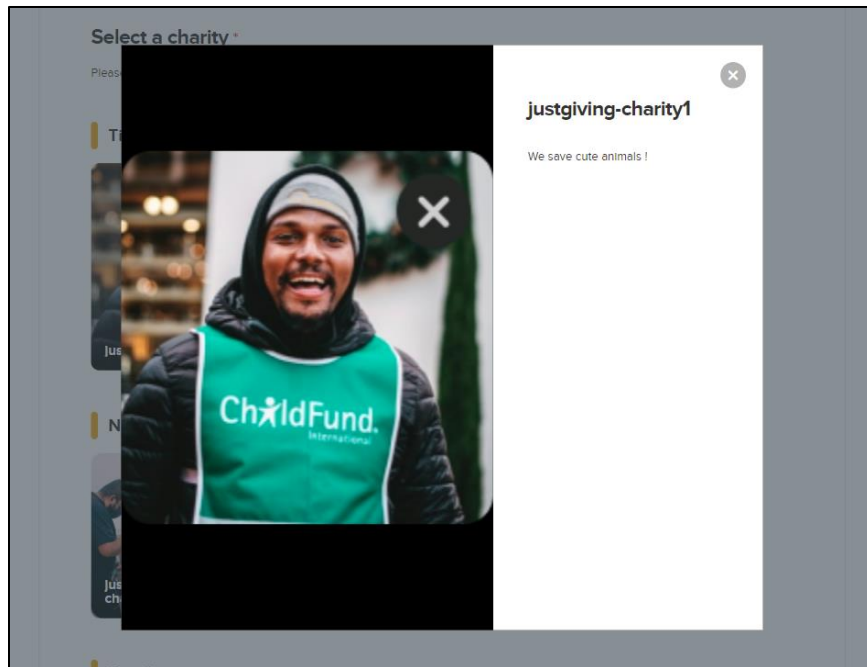 Select a charity *
justgiving-charity1
We save cute animals !
ChildFund.
International